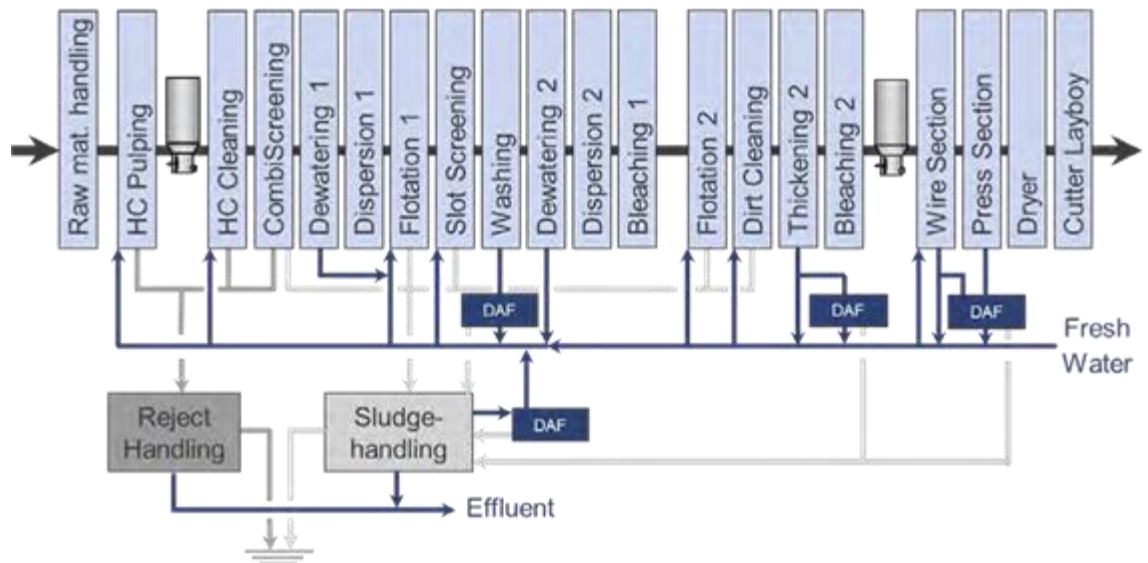 Raw mat. handling
HC Pulping
HC Cleaning
CombiScreening
Dewatering 1
Dispersion 1
Flotation 1
Slot Screening
Washing
Dewatering 2
Dispersion 2
Bleaching 1
Flotation 2
Dirt Cleaning
Thickening 2
Bleaching 2
Wire Section
Press Section
Dryer
Cutter Layboy
DAF
DAF
DAF
Fresh
Water
Reject
Handling
Sludge-
handling
DAF
Effluent